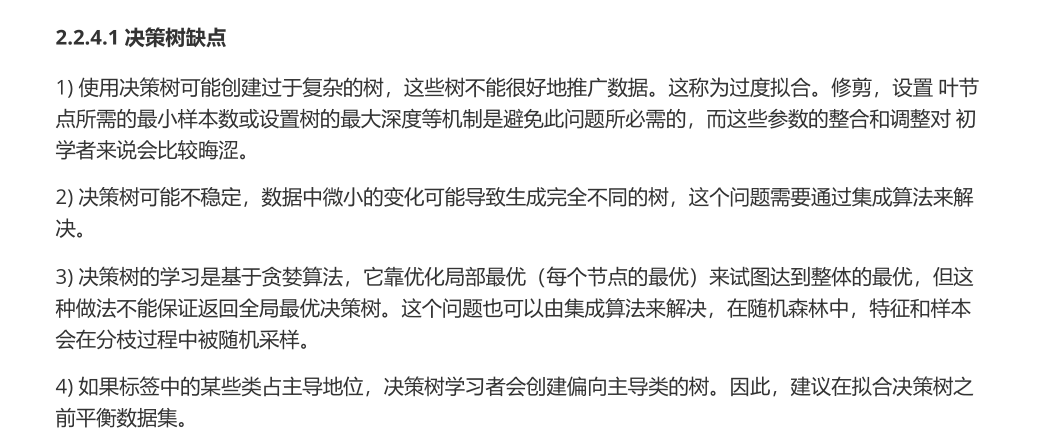 2.2.4.1 决策树缺点
1) 使用决策树可能创建过于复杂的树，这些树不能很好地推广数据。这称为过度拟合。修剪，设置 叶节
点所需的最小样本数或设置树的最大深度等机制是避免此问题所必需的，而这些参数的整合和调整对 初
学者来说会比较晦涩。
2) 决策树可能不稳定，数据中微小的变化可能导致生成完全不同的树，这个问题需要通过集成算法来解
决。
3) 决策树的学习是基于贪婪算法，它靠优化局部最优（每个节点的最优）来试图达到整体的最优，但这
种做法不能保证返回全局最优决策树。这个问题也可以由集成算法来解决，在随机森林中，特征和样本
会在分枝过程中被随机采样。
4) 如果标签中的某些类占主导地位，决策树学习者会创建偏向主导类的树。因此，建议在拟合决策树之
前平衡数据集。